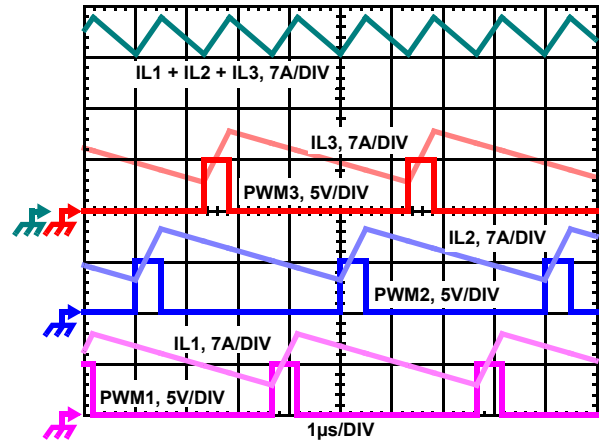 IL1 + IL2 + IL3, 7A/DIV
IL3, 7A/DIV
PWM3, 5V/DIV
IL2, 7A/DIV
PWM2, 5V/DIV
IL1, 7A/DIV
PWM1, 5V/DIV
1µs/DIV